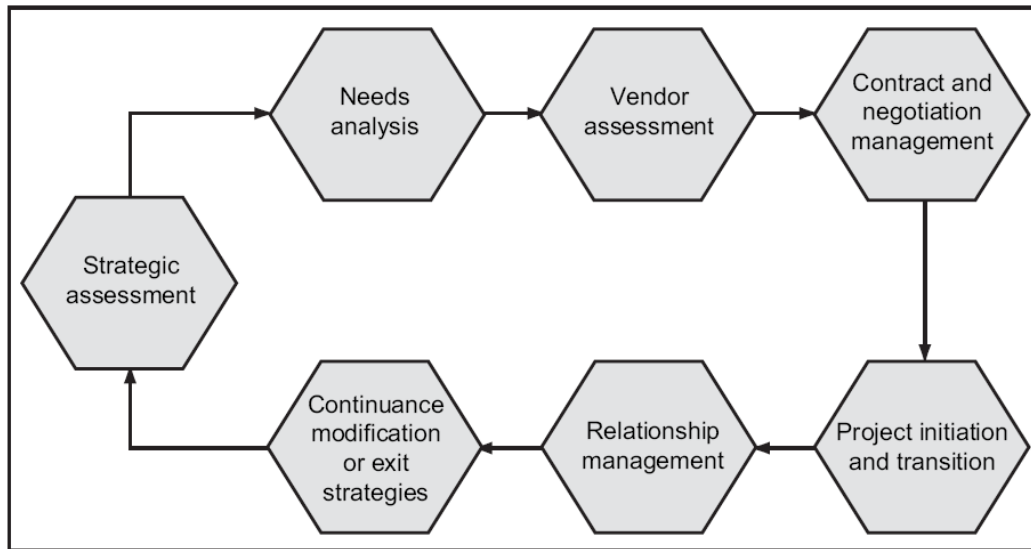 Needs
analysis
Vendor
assessment
Contract and
negotiation
management
Strategic
assessment
Continuance
modification
or exit
strategies
Relationship
management
Project initiation
and transition